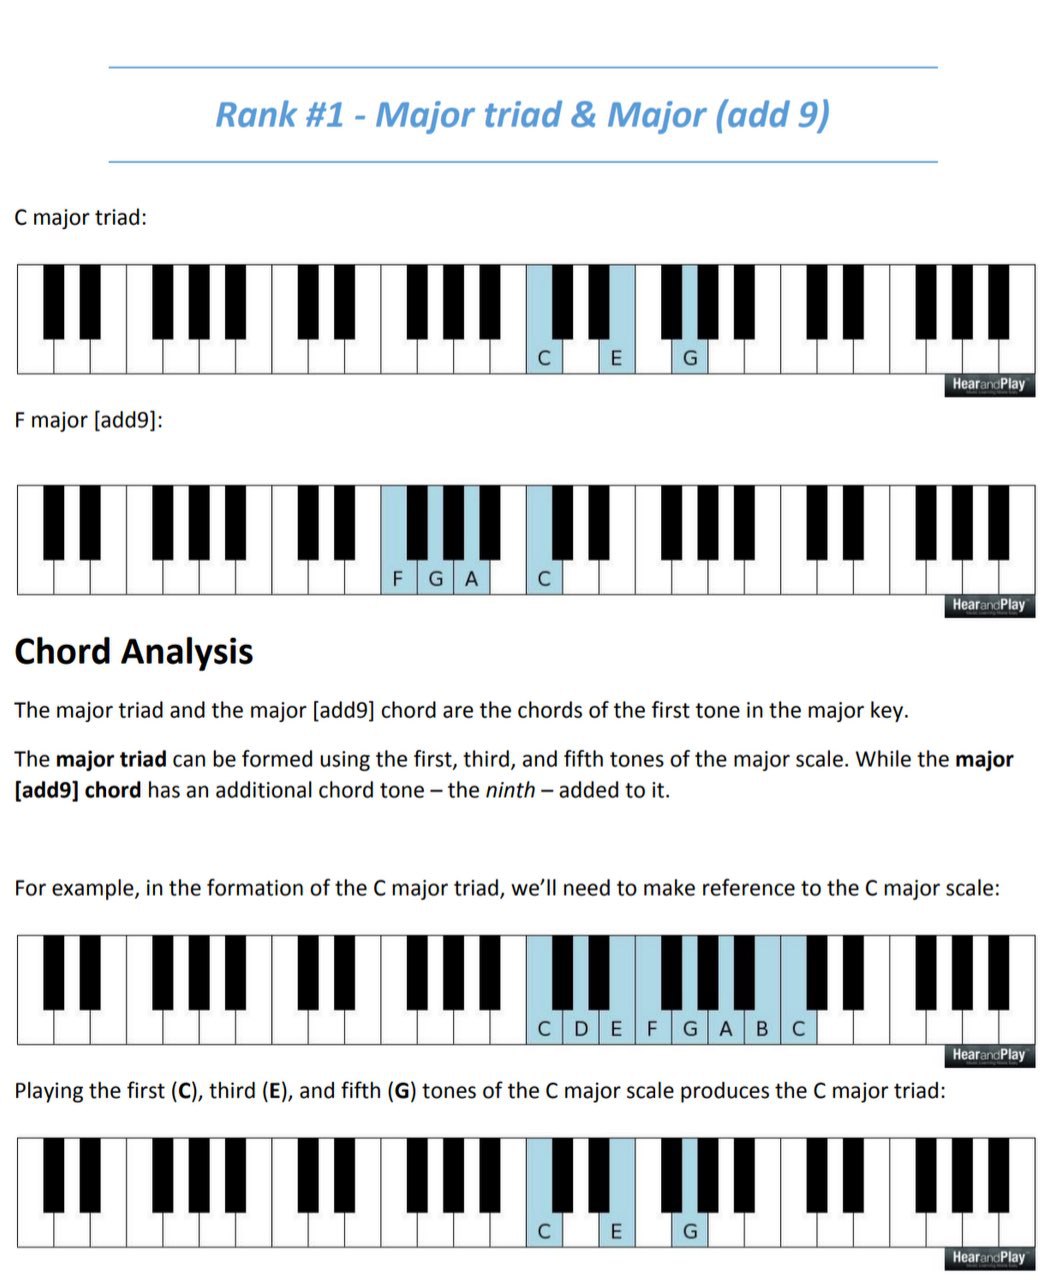 Rank #1 - Major triad & Major (add 9)
C major triad:
C E G
HearandPlay
F major [add9]:
F G A C
HearandPlay
Chord Analysis
The major triad and the major [add9] chord are the chords of the first tone in the major key.
The major triad can be formed using the first, third, and fifth tones of the major scale. While the major
[add9] chord has an additional chord tone – the ninth – added to it.
For example, in the formation of the C major triad, we’ll need to make reference to the C major scale:
C D E F G A B C
HearandPlay
Playing the first (C), third (E), and fifth (G) tones of the C major scale produces the C major triad:
C E G
HearandPlay